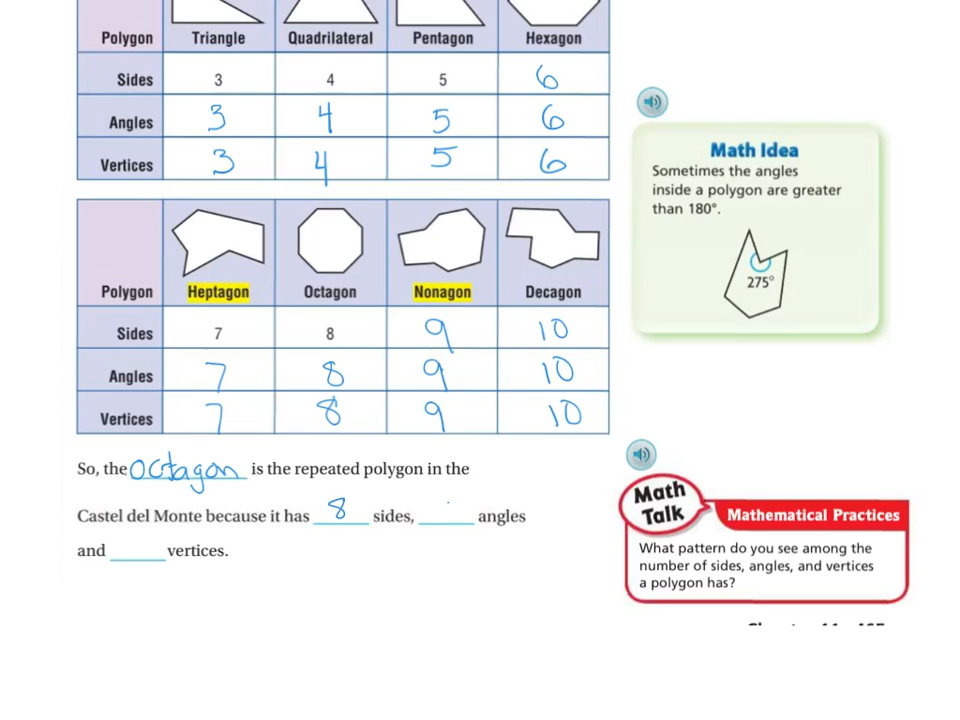 Polygon Triangle Quadrilateral Pentagon Hexagon
Sides 3 4 5 6
Angles 3 4 5 6
Vertices 3 4 5 6
Polygon Heptagon Octagon Nonagon Decagon
Sides 7 8 9 10
Angles 7 8 9 10
Vertices 7 8 9 10
So, the octagon is the repeated polygon in the
Castel del Monte because it has 8 sides, ____ angles
and ____ vertices.
Math Idea
Sometimes the angles
inside a polygon are greater
than 180°.
275°
Math
Talk
Mathematical Practices
What pattern do you see among the
number of sides, angles, and vertices
a polygon has?